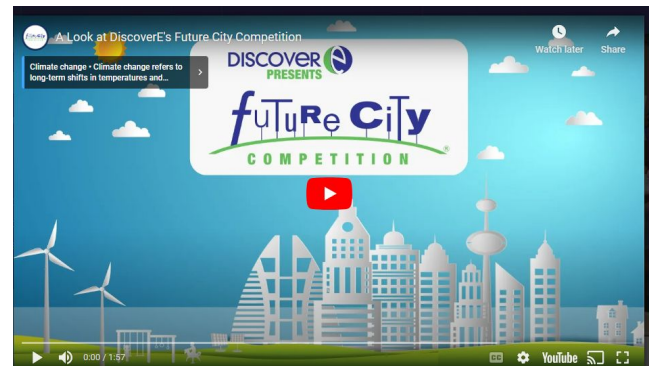 A Look at DiscoverE's Future City Competition
Watch later
Share
Climate change • Climate change refers to
long-term shifts in temperatures and...
DISCOVER E
PRESENTS
fuTuRe CiTy
COMPETITION ®
0:00 / 1:57
CC
YouTube